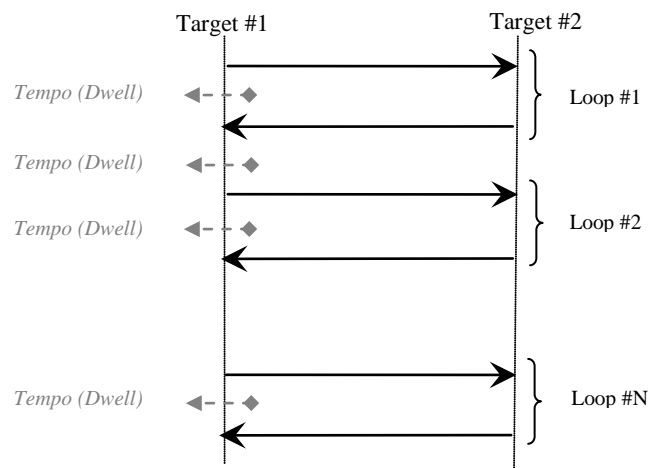 Target #1
Target #2
Tempo (Dwell)
Loop #1
Tempo (Dwell)
Tempo (Dwell)
Loop #2
Tempo (Dwell)
Loop #N